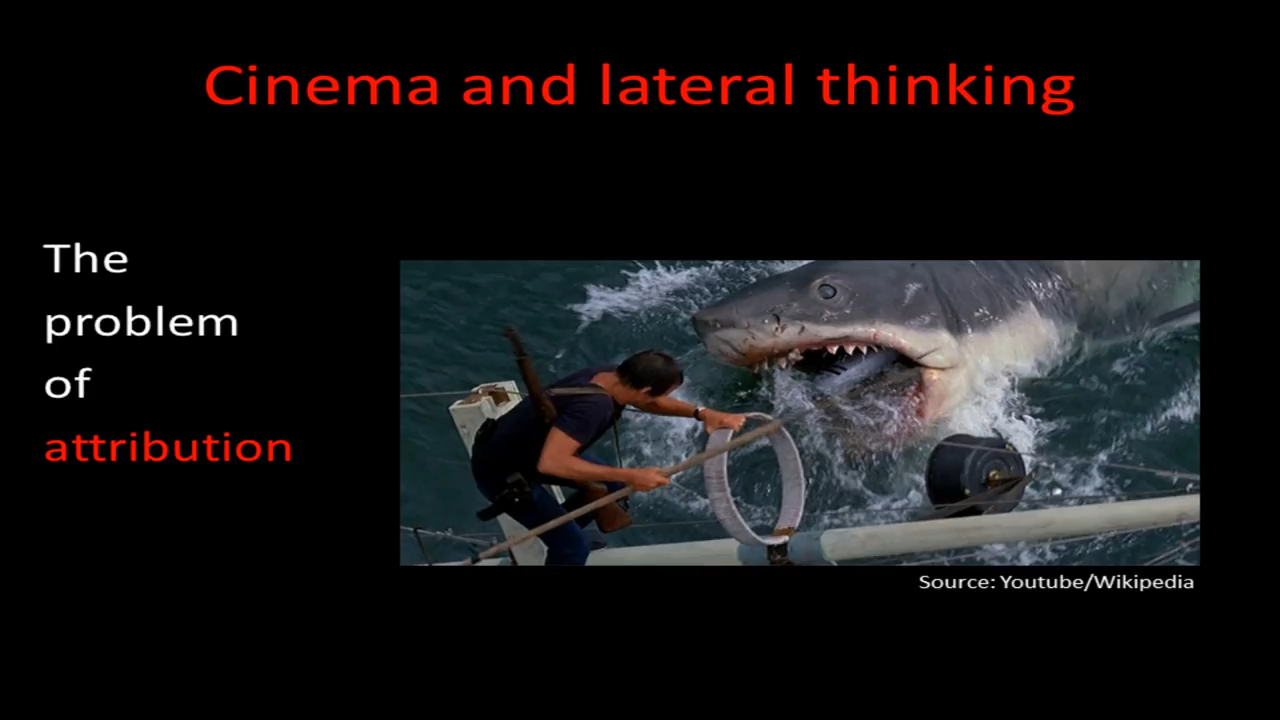 Cinema and lateral thinking
The
problem
of
attribution
Source: Youtube/Wikipedia